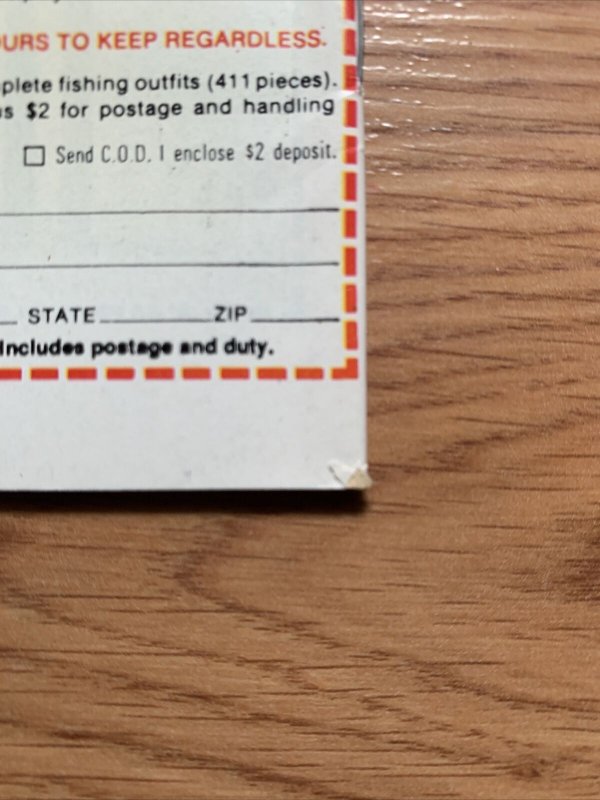 OURS TO KEEP REGARDLESS.
plete fishing outfits (411 pieces).
s $2 for postage and handling
☐ Send C.O.D. I enclose $2 deposit.
STATE ZIP
Includes postage and duty.